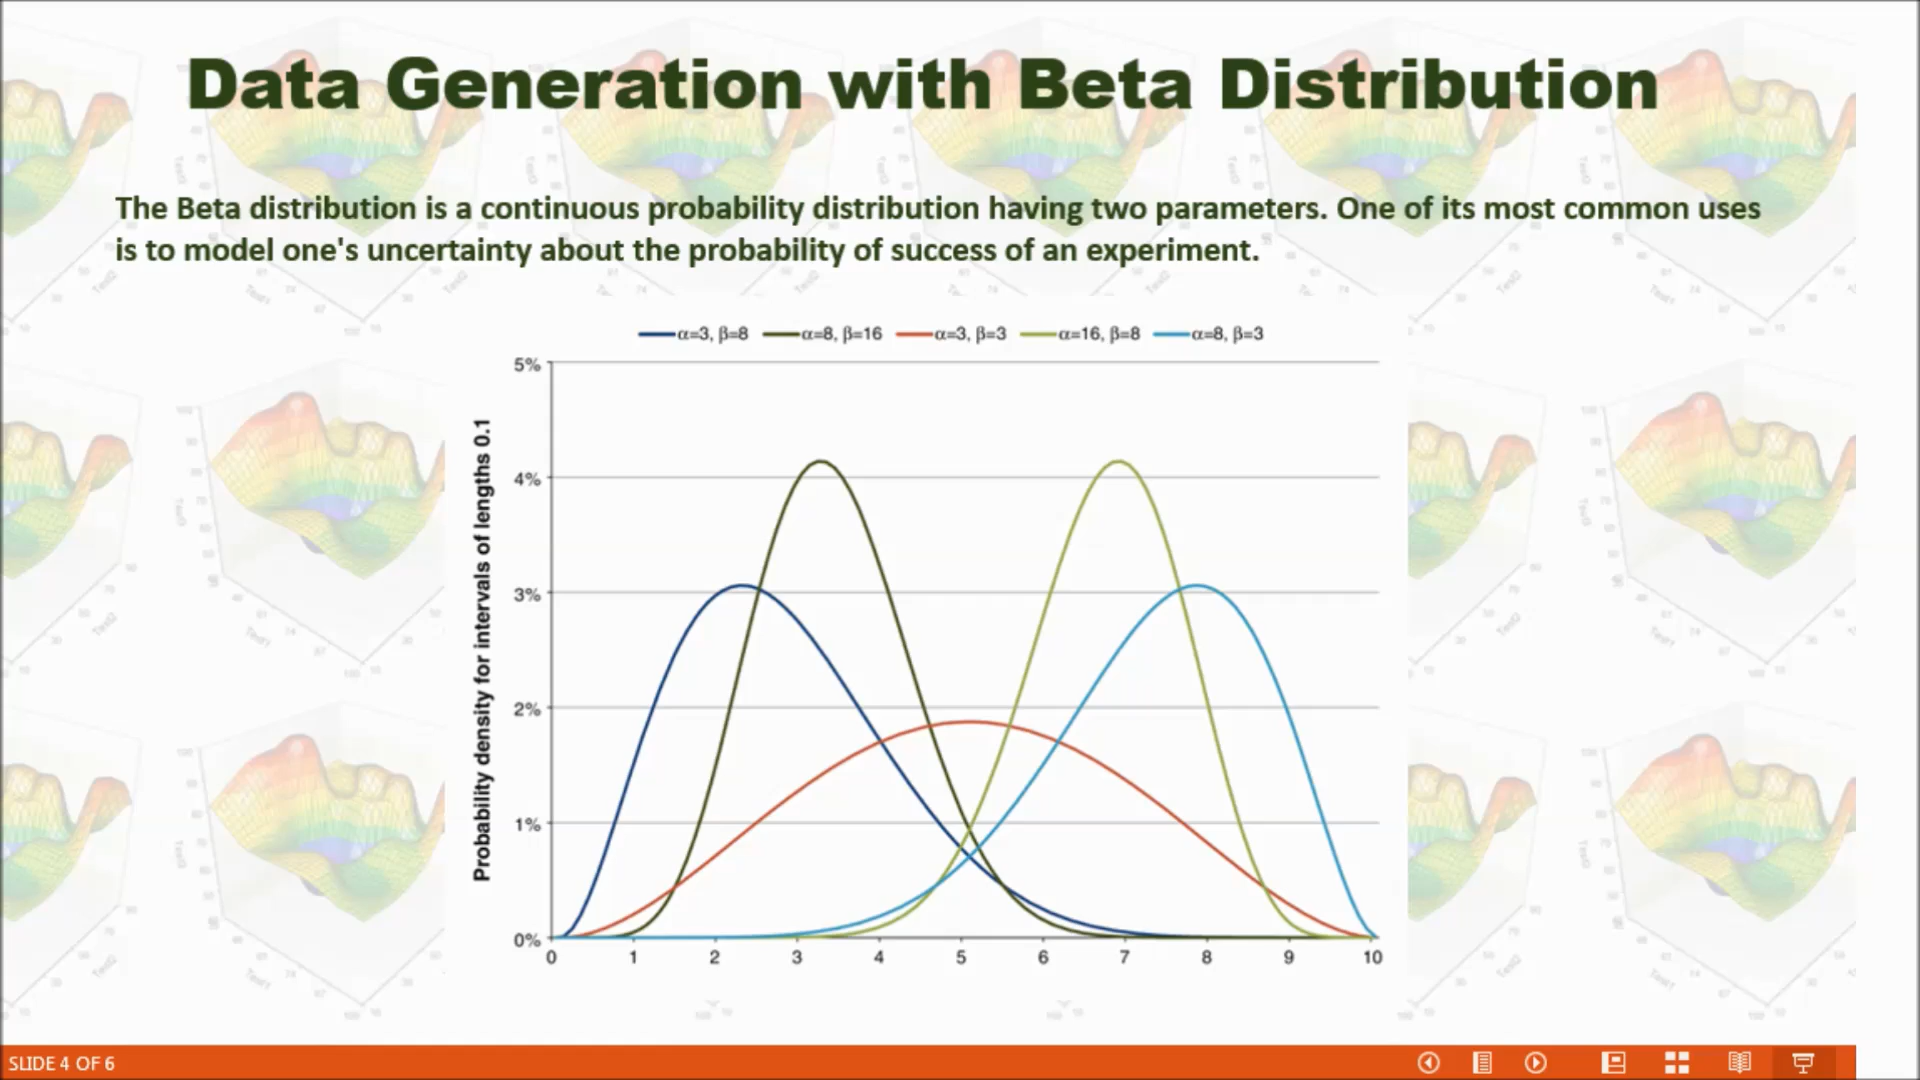 Data Generation with Beta Distribution
The Beta distribution is a continuous probability distribution having two parameters. One of its most common uses
is to model one's uncertainty about the probability of success of an experiment.
α=3, β=8 α=8, β=16 α=3, β=3 α=16, β=8 α=8, β=3
Probability density for intervals of lengths 0.1
5%
4%
3%
2%
1%
0%
0 1 2 3 4 5 6 7 8 9 10
SLIDE 4 OF 6